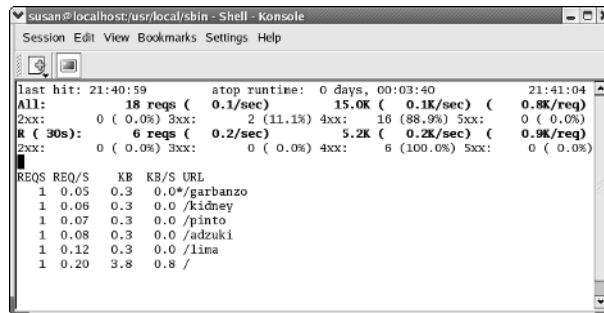 susan@localhost:/usr/local/sbin - Shell - Konsole
Session Edit View Bookmarks Settings Help
last hit: 21:40:59 atop runtime: 0 days, 00:03:40 21:41:04
All: 18 reqs ( 0.1/sec) 15.0K ( 0.1K/sec) ( 0.8K/req)
2xx: 0 ( 0.0%) 3xx: 2 (11.1%) 4xx: 16 (88.9%) 5xx: 0 ( 0.0%)
R ( 30s): 6 reqs ( 0.2/sec) 5.2K ( 0.2K/sec) ( 0.9K/req)
2xx: 0 ( 0.0%) 3xx: 0 ( 0.0%) 4xx: 6 (100.0%) 5xx: 0 ( 0.0%)
REQS REQ/S KB KB/S URL
1 0.05 0.3 0.0*/garbanzo
1 0.06 0.3 0.0 /kidney
1 0.07 0.3 0.0 /pinto
1 0.08 0.3 0.0 /adzuki
1 0.12 0.3 0.0 /lima
1 0.20 3.8 0.8 /